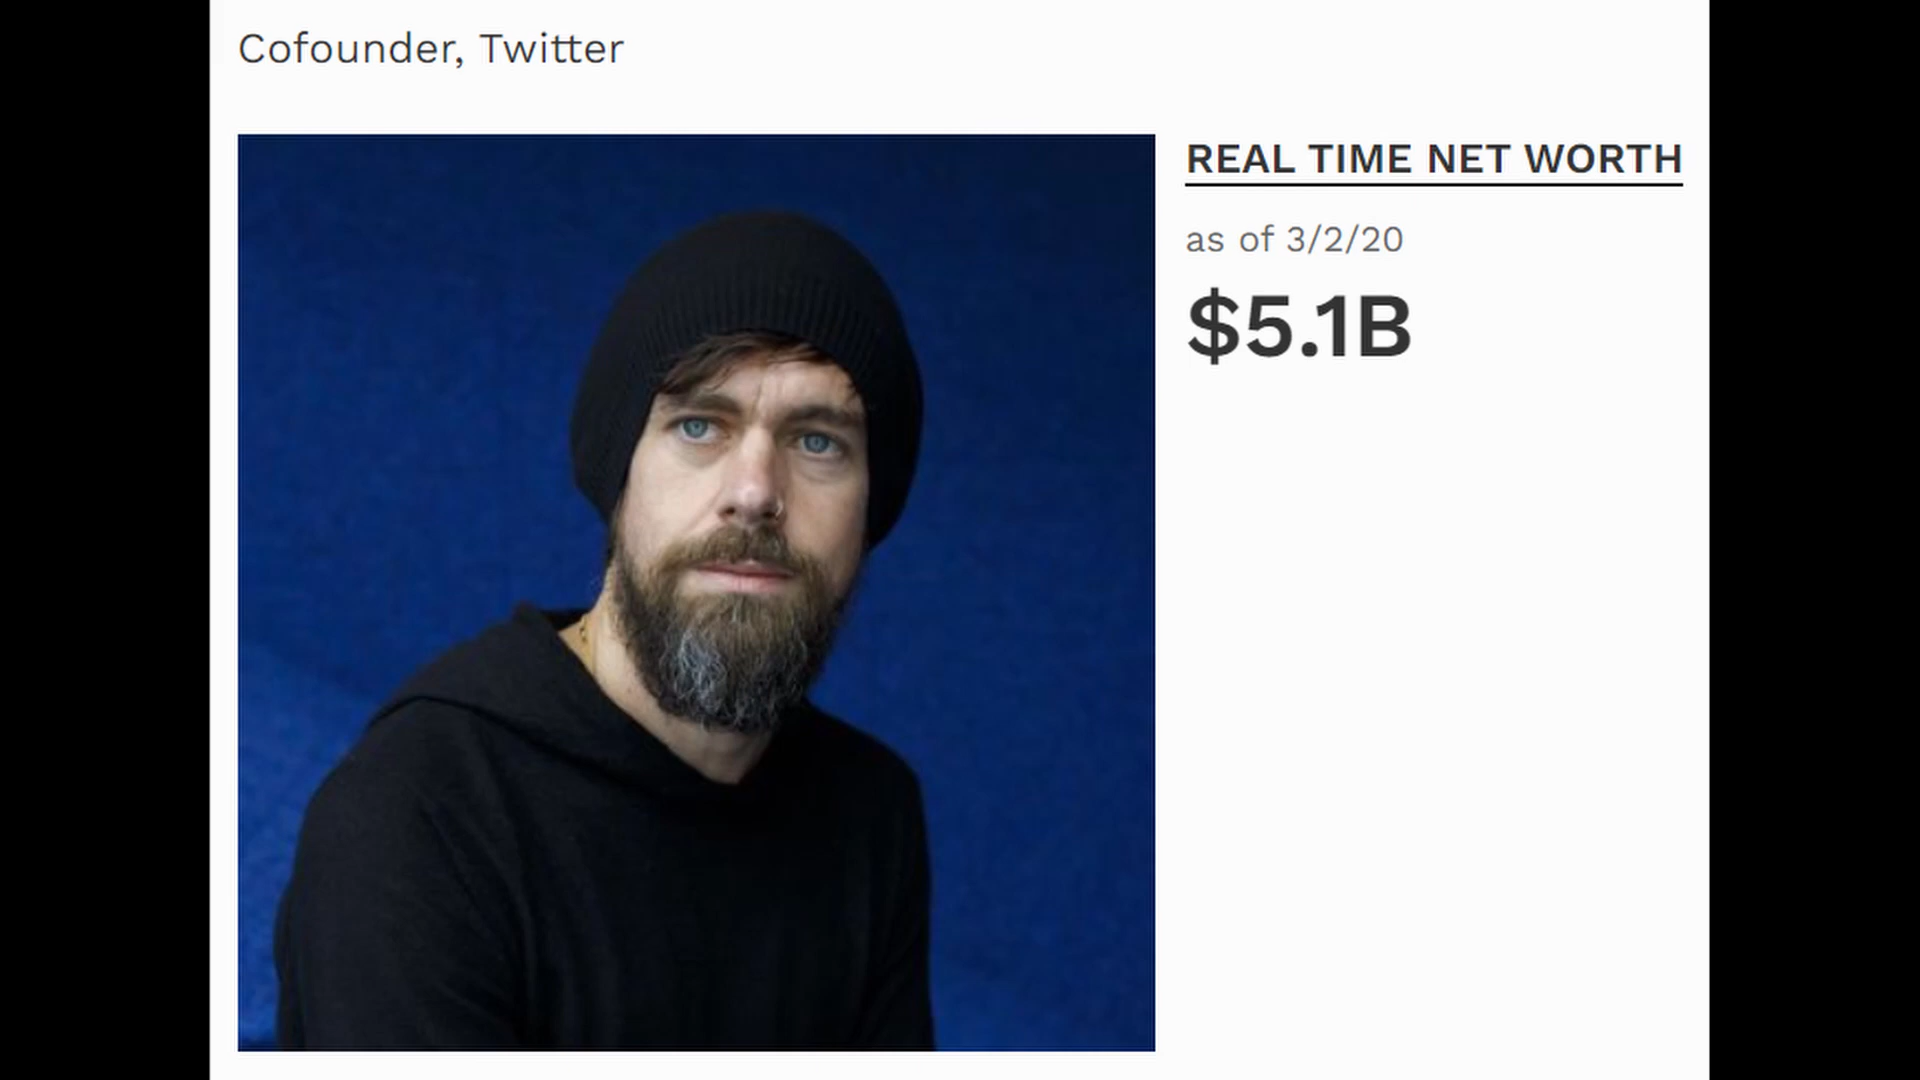 Cofounder, Twitter
REAL TIME NET WORTH
as of 3/2/20
$5.1B